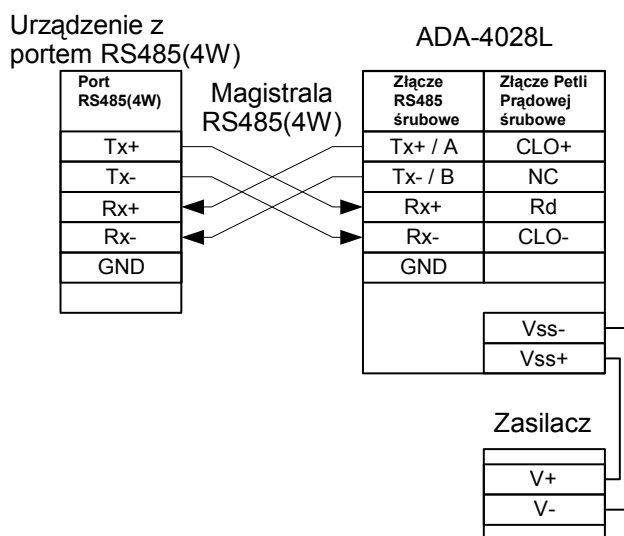 Urządzenie z
portem RS485(4W)
Port
RS485(4W)
Tx+
Tx-
Rx+
Rx-
GND
Magistrala
RS485(4W)
ADA-4028L
Złącze
RS485
śrubowe
Złącze Petli
Prądowej
śrubowe
Tx+ / A
CLO+
Tx- / B
NC
Rx+
Rd
Rx-
CLO-
GND
Vss-
Vss+
Zasilacz
V+
V-